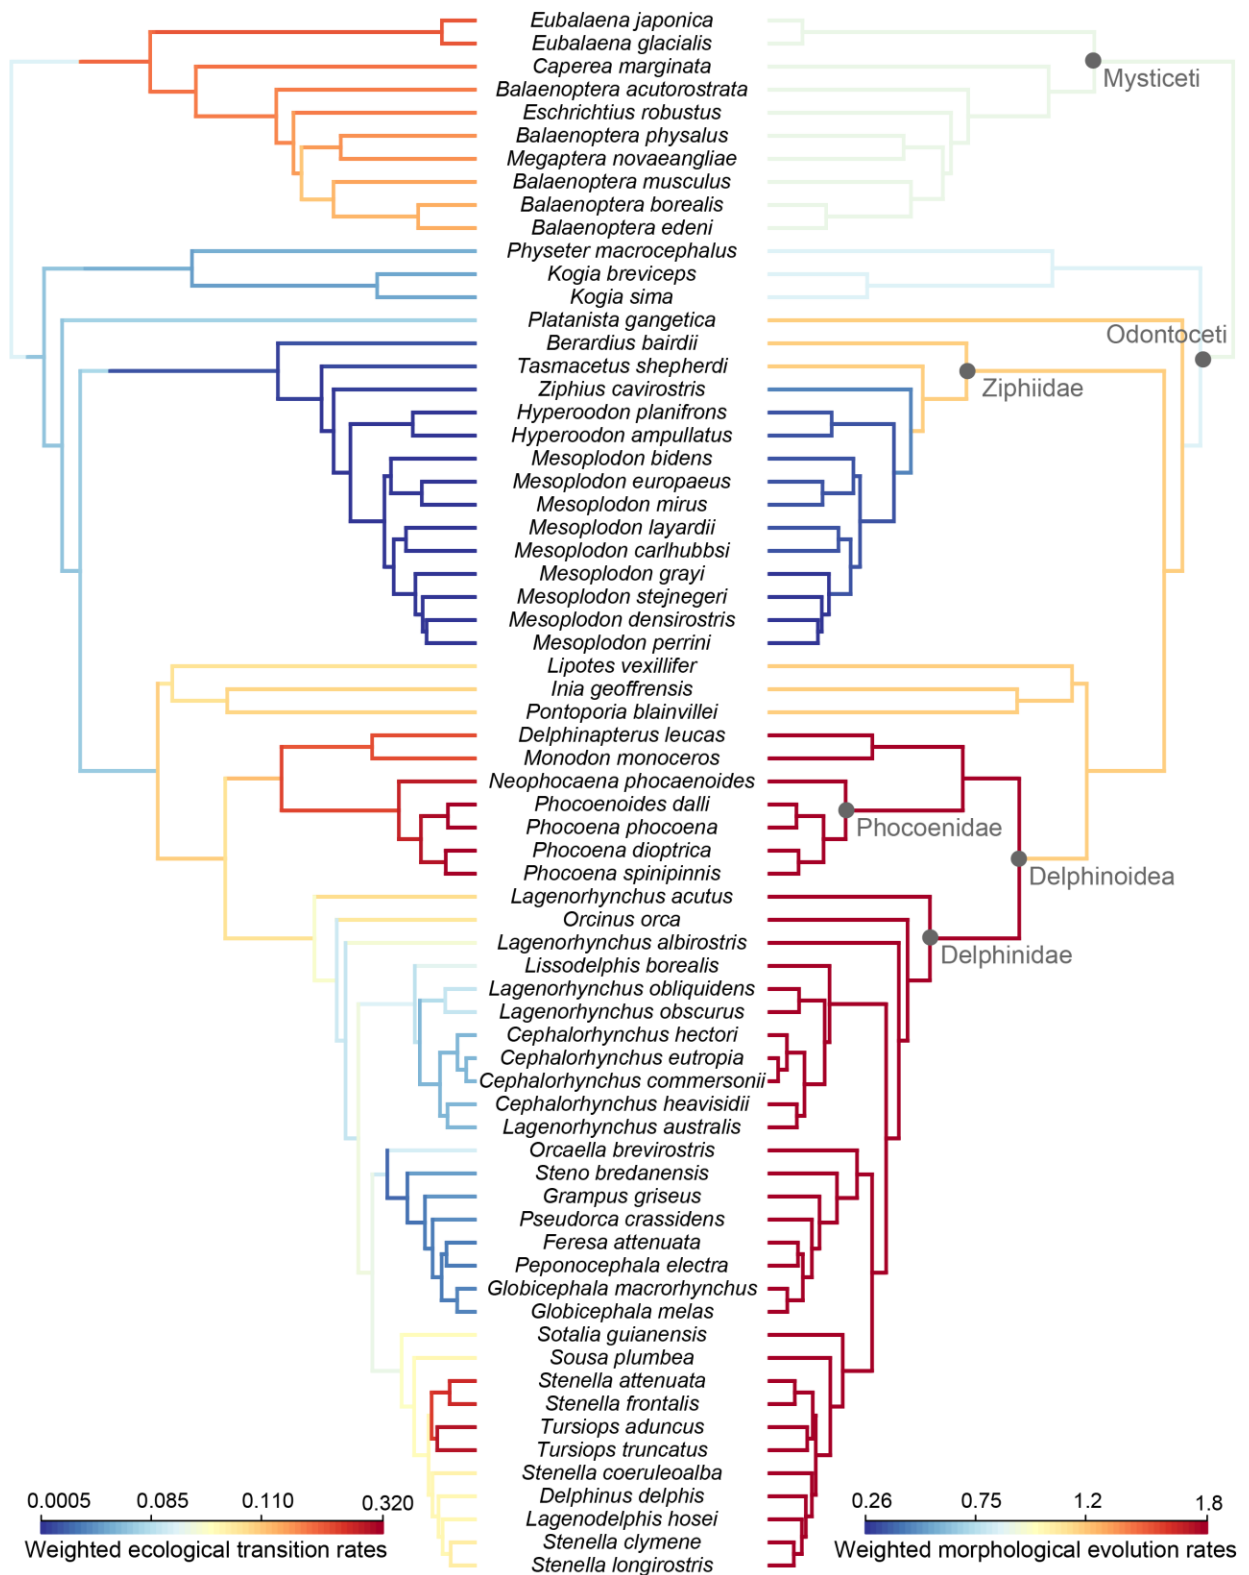 Eubalaena japonica
Eubalaena glacialis
Caperea marginata
Mysticeti
Balaenoptera acutorostrata
Eschrichtius robustus
Balaenoptera physalus
Megaptera novaeangliae
Balaenoptera musculus
Balaenoptera borealis
Balaenoptera edeni
Physeter macrocephalus
Kogia breviceps
Kogia sima
Platanista gangetica
Odontoceti
Berardius bairdii
Tasmacetus shepherdi
Ziphiidae
Ziphius cavirostris
Hyperoodon planifrons
Hyperoodon ampullatus
Mesoplodon bidens
Mesoplodon europaeus
Mesoplodon mirus
Mesoplodon layardii
Mesoplodon carlhubbsi
Mesoplodon grayi
Mesoplodon stejnegeri
Mesoplodon densirostris
Mesoplodon perrini
Lipotes vexillifer
Inia geoffrensis
Pontoporia blainvillei
Delphinapterus leucas
Monodon monoceros
Neophocaena phocaenoides
Phocoenoides dalli
Phocoena phocoena
Phocoenidae
Phocoena dioptrica
Phocoena spinipinnis
Delphinoidea
Lagenorhynchus acutus
Orcinus orca
Lagenorhynchus albirostris
Delphinidae
Lissodelphis borealis
Lagenorhynchus obliquidens
Lagenorhynchus obscurus
Cephalorhynchus hectori
Cephalorhynchus eutropia
Cephalorhynchus commersonii
Cephalorhynchus heavisidii
Lagenorhynchus australis
Orcaella brevirostris
Steno bredanensis
Grampus griseus
Pseudorca crassidens
Feresa attenuata
Peponocephala electra
Globicephala macrorhynchus
Globicephala melas
Sotalia guianensis
Sousa plumbea
Stenella attenuata
Stenella frontalis
Tursiops aduncus
Tursiops truncatus
Stenella coeruleoalba
Delphinus delphis
Lagenodelphis hosei
Stenella clymene
Stenella longirostris
0.0005 0.085 0.110 0.320
Weighted ecological transition rates
0.26 0.75 1.2 1.8
Weighted morphological evolution rates